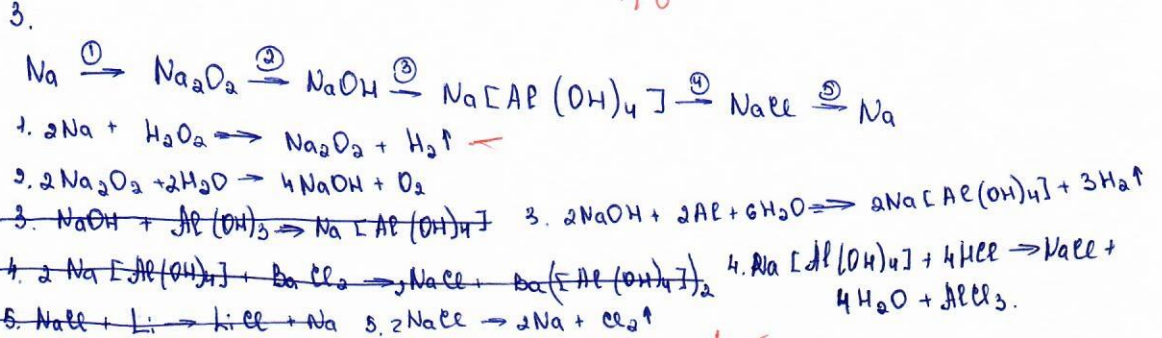 3.
Na ①→ Na₂O₂ ②→ NaOH ③→ Na[Al(OH)₄] ④→ NaCl ⑤→ Na
1. 2Na + H₂O₂ → Na₂O₂ + H₂↑
2. 2Na₂O₂ + 2H₂O → 4NaOH + O₂
3. NaOH + Al(OH)₃ → Na[Al(OH)₄] 3. 2NaOH + 2Al + 6H₂O → 2Na[Al(OH)₄] + 3H₂↑
4. 2Na[Al(OH)₄] + BaCl₂ → 2NaCl + Ba([Al(OH)₄])₂ 4. Na[Al(OH)₄] + 4HCl → NaCl +
4H₂O + AlCl₃.
5. NaCl + Li → LiCl + Na 5. 2NaCl → 2Na + Cl₂↑